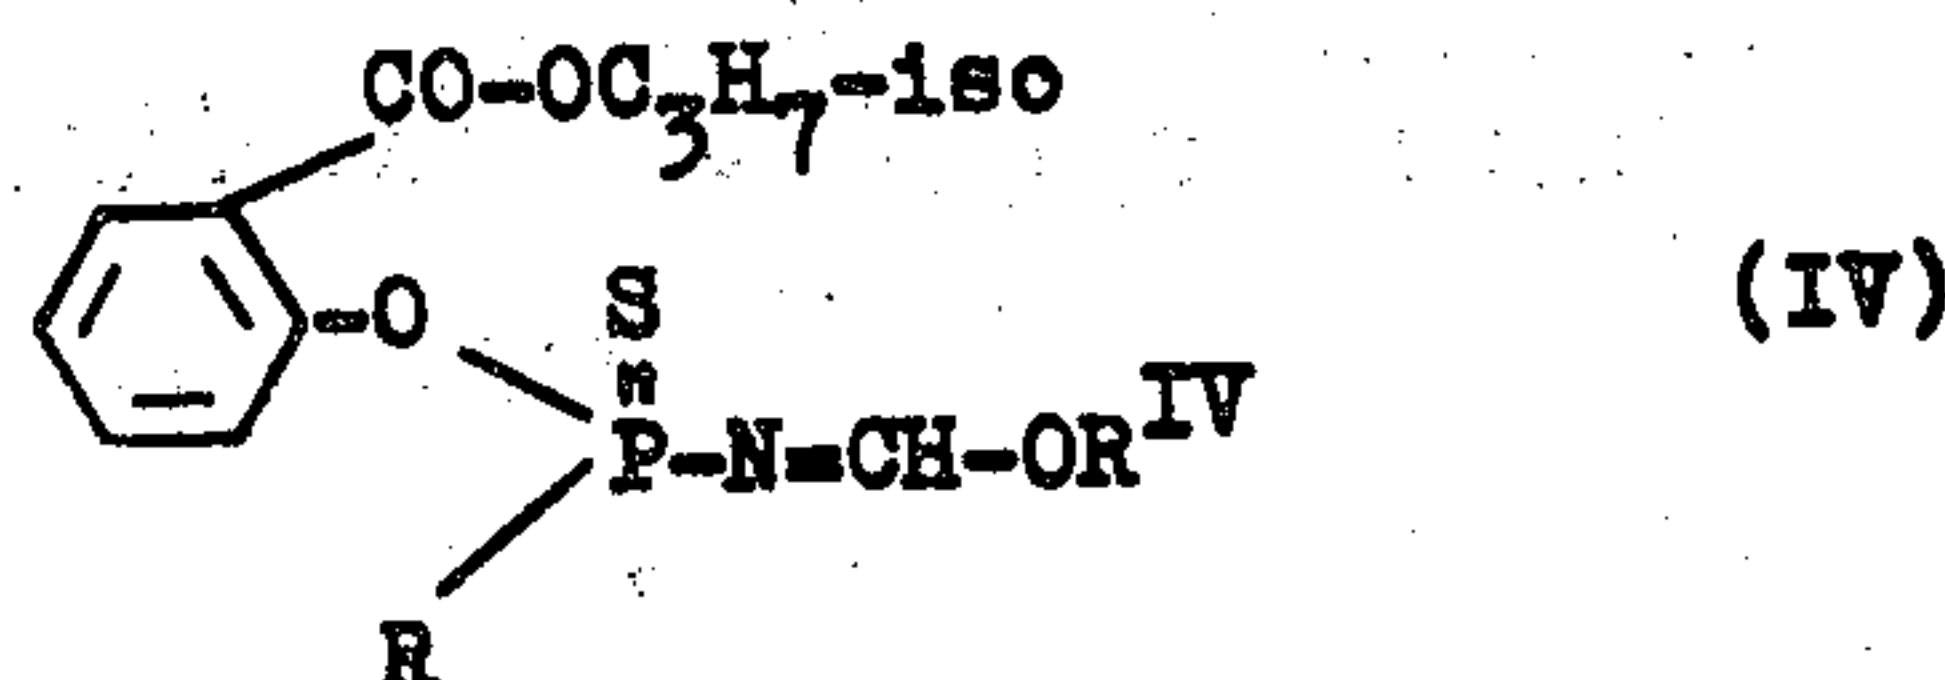 CO-OC3H7-iso
(IV)
-O
S
P-N=CH-OR^IV
R